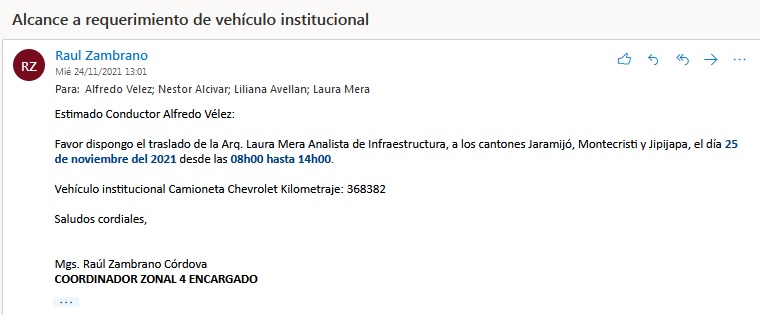 Alcance a requerimiento de vehículo institucional
RZ
Raul Zambrano
Mié 24/11/2021 13:01
Para: Alfredo Velez; Nestor Alcivar; Liliana Avellan; Laura Mera
Estimado Conductor Alfredo Vélez:
Favor dispongo el traslado de la Arq. Laura Mera Analista de Infraestructura, a los cantones Jaramijó, Montecristi y Jipijapa, el día 25
de noviembre del 2021 desde las 08h00 hasta 14h00.
Vehículo institucional Camioneta Chevrolet Kilometraje: 368382
Saludos cordiales,
Mgs. Raúl Zambrano Córdova
COORDINADOR ZONAL 4 ENCARGADO